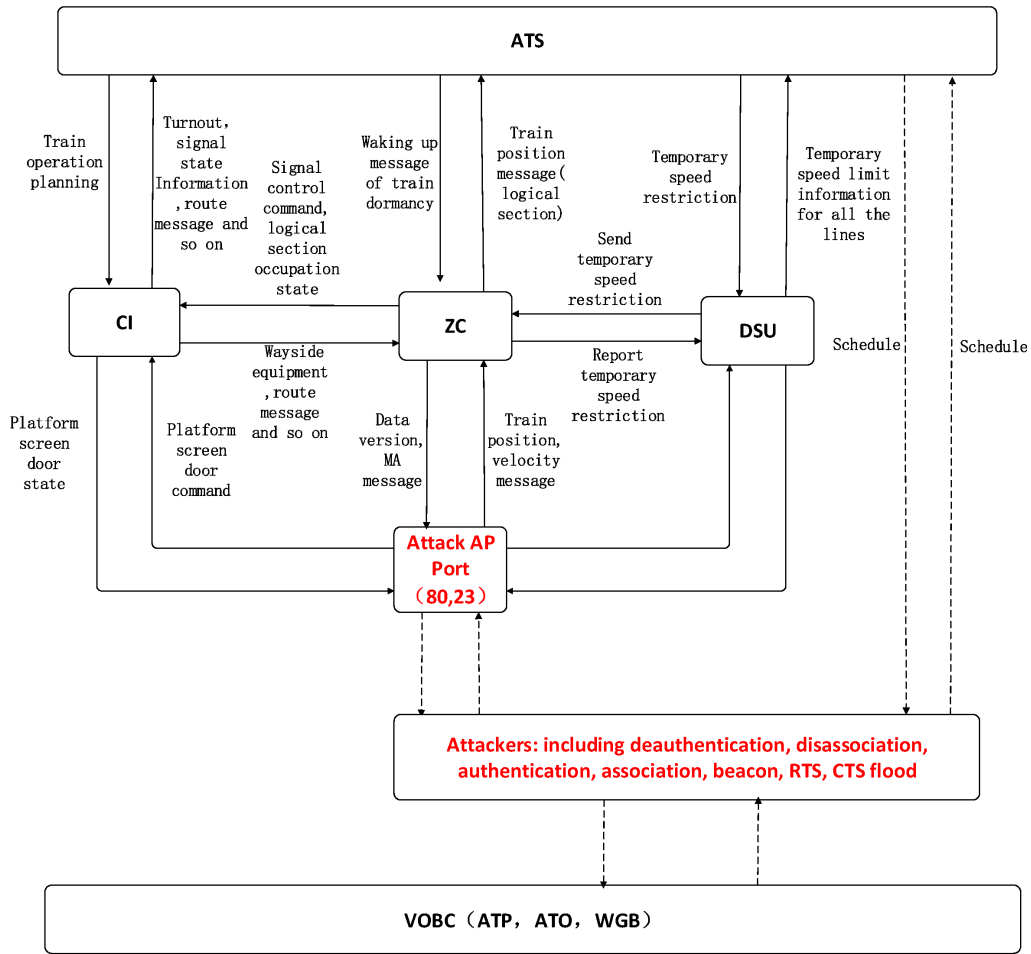 ATS
Train
operation
planning
Turnout,
signal
state
Information
,route
message and
so on
Signal
control
command,
logical
section
occupation
state
Waking up
message
of train
dormancy
Train
position
message(
logical
section)
Send
temporary
speed
restriction
Temporary
speed
restriction
Temporary
speed limit
information
for all the
lines
CI
ZC
DSU
Schedule
Schedule
Platform
screen
door
state
Platform
screen
door
command
Wayside
equipment
,route
message
and so on
Data
version,
MA
message
Train
position,
velocity
message
Report
temporary
speed
restriction
Attack AP
Port
（80,23）
Attackers: including deauthentication, disassociation,
authentication, association, beacon, RTS, CTS flood
VOBC（ATP，ATO，WGB）